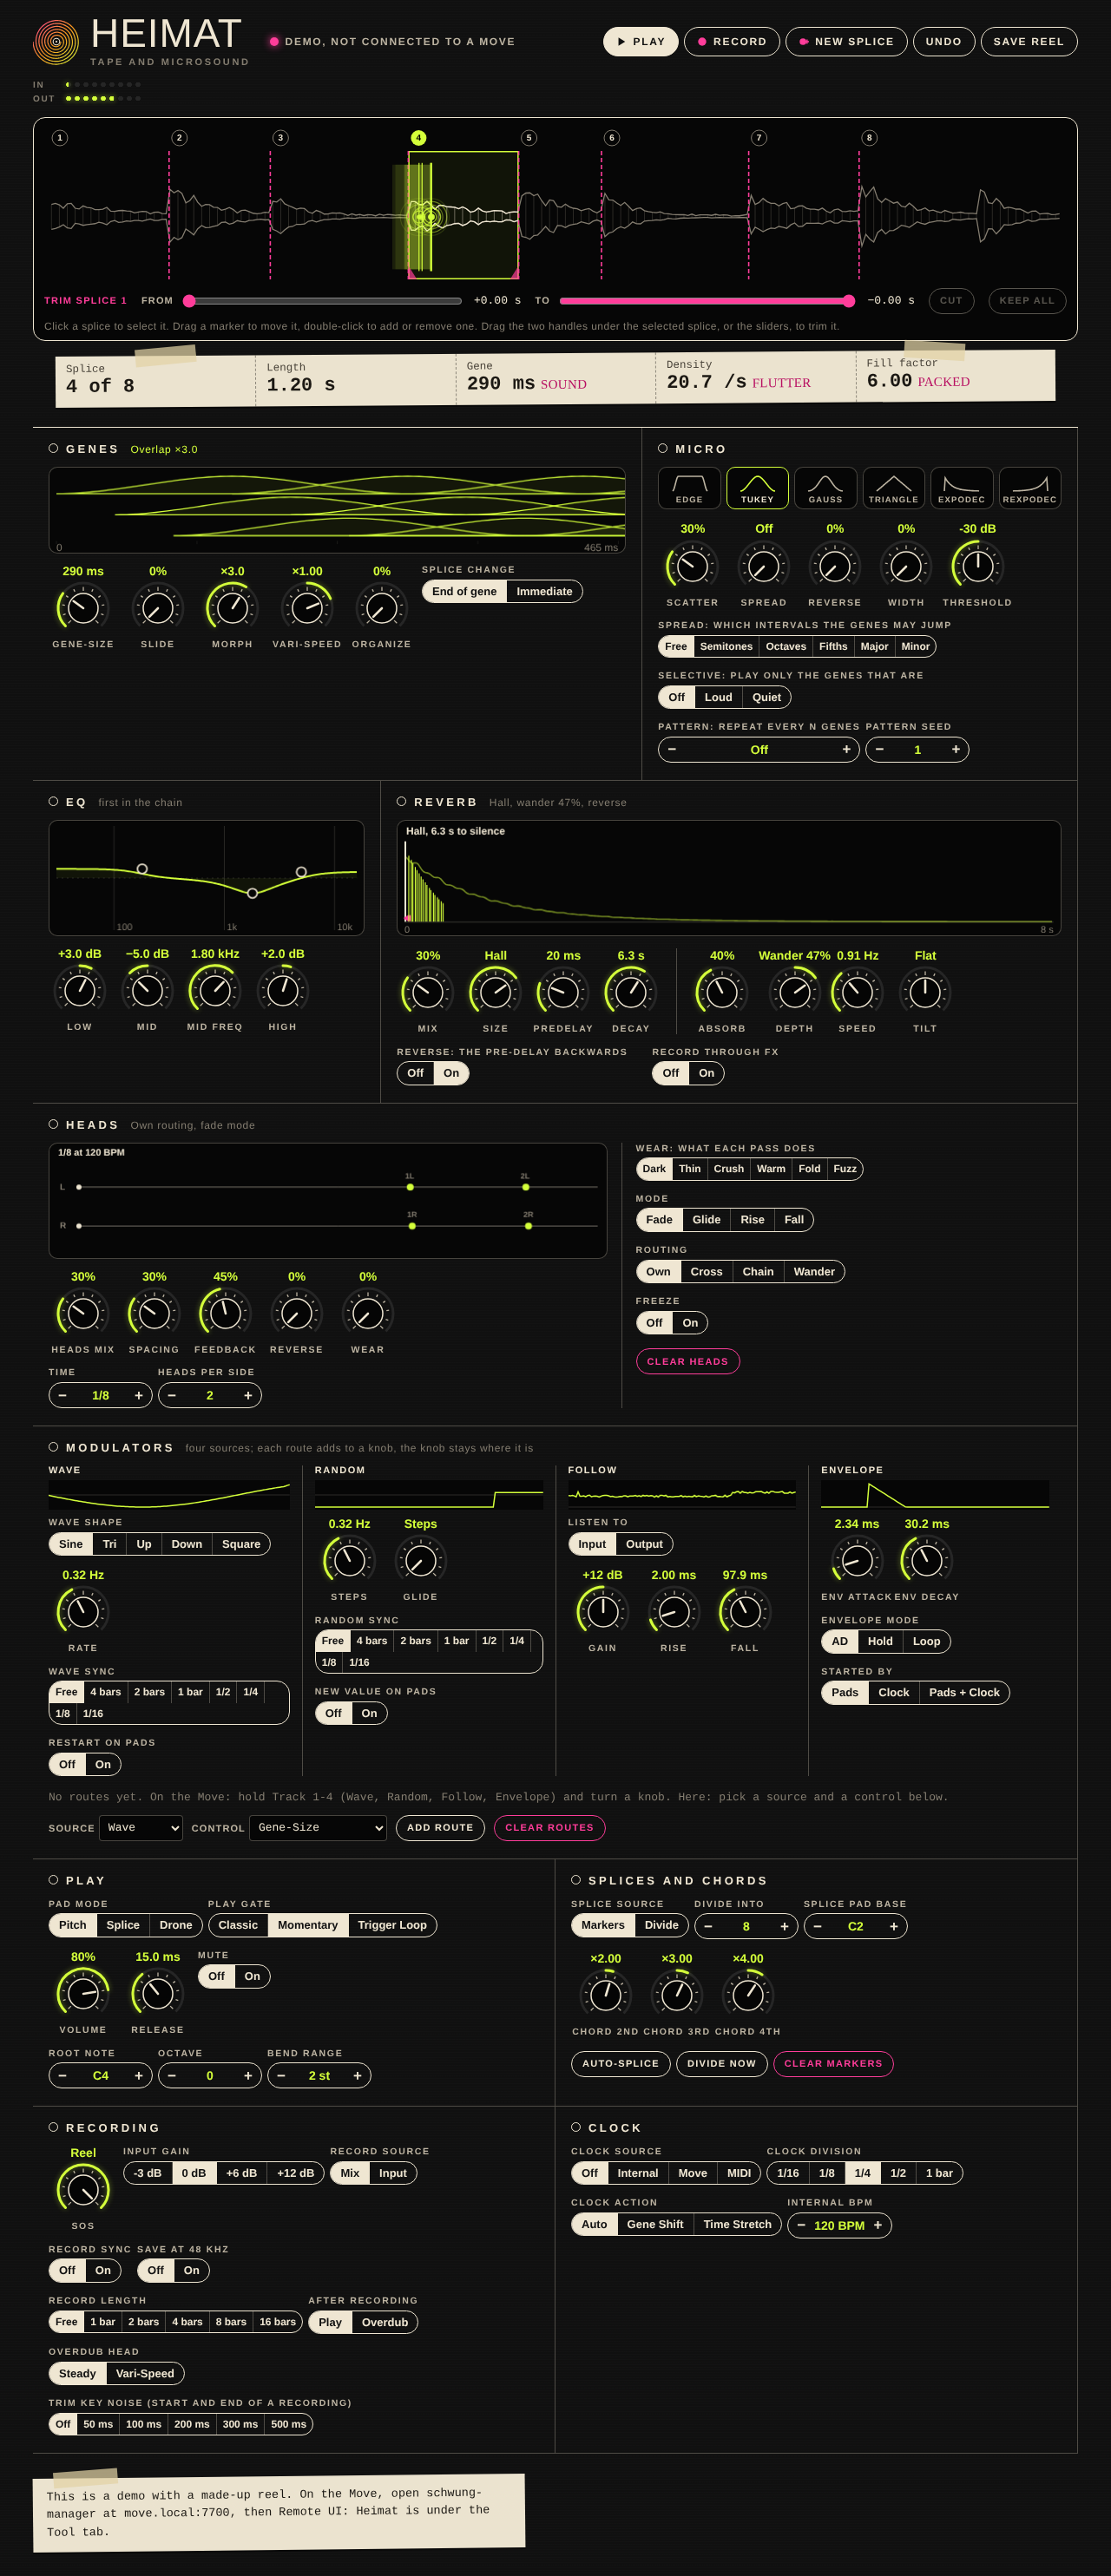 HEIMAT
TAPE AND MICROSOUND
DEMO, NOT CONNECTED TO A MOVE
PLAY RECORD NEW SPLICE UNDO SAVE REEL
IN
OUT
1 2 3 4 5 6 7 8
TRIM SPLICE 1 FROM +0.00 s TO −0.00 s CUT KEEP ALL
Click a splice to select it. Drag a marker to move it, double-click to add or remove one. Drag the two handles under the selected splice, or the sliders, to trim it.
Splice Length Gene Density Fill factor
4 of 8 1.20 s 290 ms SOUND 20.7 /s FLUTTER 6.00 PACKED
GENES Overlap ×3.0
0 465 ms
290 ms 0% ×3.0 ×1.00 0%
GENE-SIZE SLIDE MORPH VARI-SPEED ORGANIZE
SPLICE CHANGE
End of gene Immediate
MICRO
EDGE TUKEY GAUSS TRIANGLE EXPODEC REXPODEC
30% Off 0% 0% -30 dB
SCATTER SPREAD REVERSE WIDTH THRESHOLD
SPREAD: WHICH INTERVALS THE GENES MAY JUMP
Free Semitones Octaves Fifths Major Minor
SELECTIVE: PLAY ONLY THE GENES THAT ARE
Off Loud Quiet
PATTERN: REPEAT EVERY N GENES PATTERN SEED
− Off + − 1 +
EQ first in the chain
100 1k 10k
+3.0 dB −5.0 dB 1.80 kHz +2.0 dB
LOW MID MID FREQ HIGH
REVERB Hall, wander 47%, reverse
Hall, 6.3 s to silence
0 8 s
30% Hall 20 ms 6.3 s 40% Wander 47% 0.91 Hz Flat
MIX SIZE PREDELAY DECAY ABSORB DEPTH SPEED TILT
REVERSE: THE PRE-DELAY BACKWARDS RECORD THROUGH FX
Off On Off On
HEADS Own routing, fade mode
1/8 at 120 BPM
1L 2L
L
1R 2R
R
30% 30% 45% 0% 0%
HEADS MIX SPACING FEEDBACK REVERSE WEAR
TIME HEADS PER SIDE
− 1/8 + − 2 +
WEAR: WHAT EACH PASS DOES
Dark Thin Crush Warm Fold Fuzz
MODE
Fade Glide Rise Fall
ROUTING
Own Cross Chain Wander
FREEZE
Off On
CLEAR HEADS
MODULATORS four sources; each route adds to a knob, the knob stays where it is
WAVE
WAVE SHAPE
Sine Tri Up Down Square
0.32 Hz
RATE
WAVE SYNC
Free 4 bars 2 bars 1 bar 1/2 1/4
1/8 1/16
RESTART ON PADS
Off On
RANDOM
0.32 Hz Steps
STEPS GLIDE
RANDOM SYNC
Free 4 bars 2 bars 1 bar 1/2 1/4
1/8 1/16
NEW VALUE ON PADS
Off On
FOLLOW
LISTEN TO
Input Output
+12 dB 2.00 ms 97.9 ms
GAIN RISE FALL
ENVELOPE
2.34 ms 30.2 ms
ENV ATTACK ENV DECAY
ENVELOPE MODE
AD Hold Loop
STARTED BY
Pads Clock Pads + Clock
No routes yet. On the Move: hold Track 1-4 (Wave, Random, Follow, Envelope) and turn a knob. Here: pick a source and a control below.
SOURCE Wave CONTROL Gene-Size ADD ROUTE CLEAR ROUTES
PLAY
PAD MODE PLAY GATE
Pitch Splice Drone Classic Momentary Trigger Loop
80% 15.0 ms MUTE
Off On
VOLUME RELEASE
ROOT NOTE OCTAVE BEND RANGE
− C4 + − 0 + − 2 st +
SPLICES AND CHORDS
SPLICE SOURCE DIVIDE INTO SPLICE PAD BASE
Markers Divide − 8 + − C2 +
×2.00 ×3.00 ×4.00
CHORD 2ND CHORD 3RD CHORD 4TH
AUTO-SPLICE DIVIDE NOW CLEAR MARKERS
RECORDING
Reel INPUT GAIN RECORD SOURCE
-3 dB 0 dB +6 dB +12 dB Mix Input
SOS
RECORD SYNC SAVE AT 48 KHZ
Off On Off On
RECORD LENGTH AFTER RECORDING
Free 1 bar 2 bars 4 bars 8 bars 16 bars Play Overdub
OVERDUB HEAD
Steady Vari-Speed
TRIM KEY NOISE (START AND END OF A RECORDING)
Off 50 ms 100 ms 200 ms 300 ms 500 ms
CLOCK
CLOCK SOURCE CLOCK DIVISION
Off Internal Move MIDI 1/16 1/8 1/4 1/2 1 bar
CLOCK ACTION INTERNAL BPM
Auto Gene Shift Time Stretch − 120 BPM +
This is a demo with a made-up reel. On the Move, open schwung-
manager at move.local:7700, then Remote UI: Heimat is under the
Tool tab.